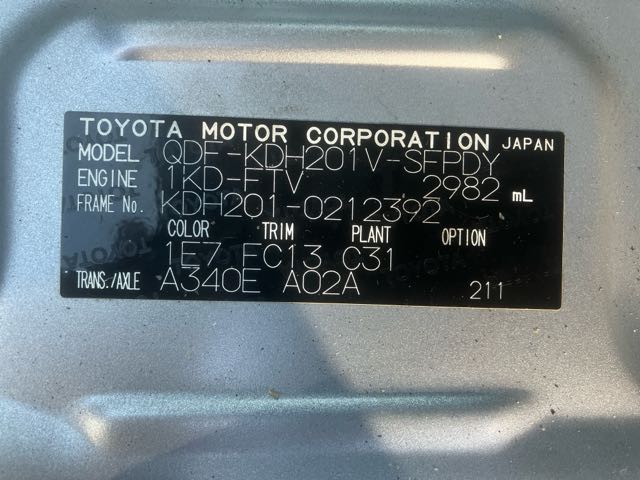 TOYOTA MOTOR CORPORATION JAPAN
MODEL QDF-KDH201V-SFPDY
ENGINE 1KD-FTV 2982 mL
FRAME No. KDH201-0212392
COLOR TRIM PLANT OPTION
1E7 FC13 C31
TRANS./AXLE A340E A02A 211